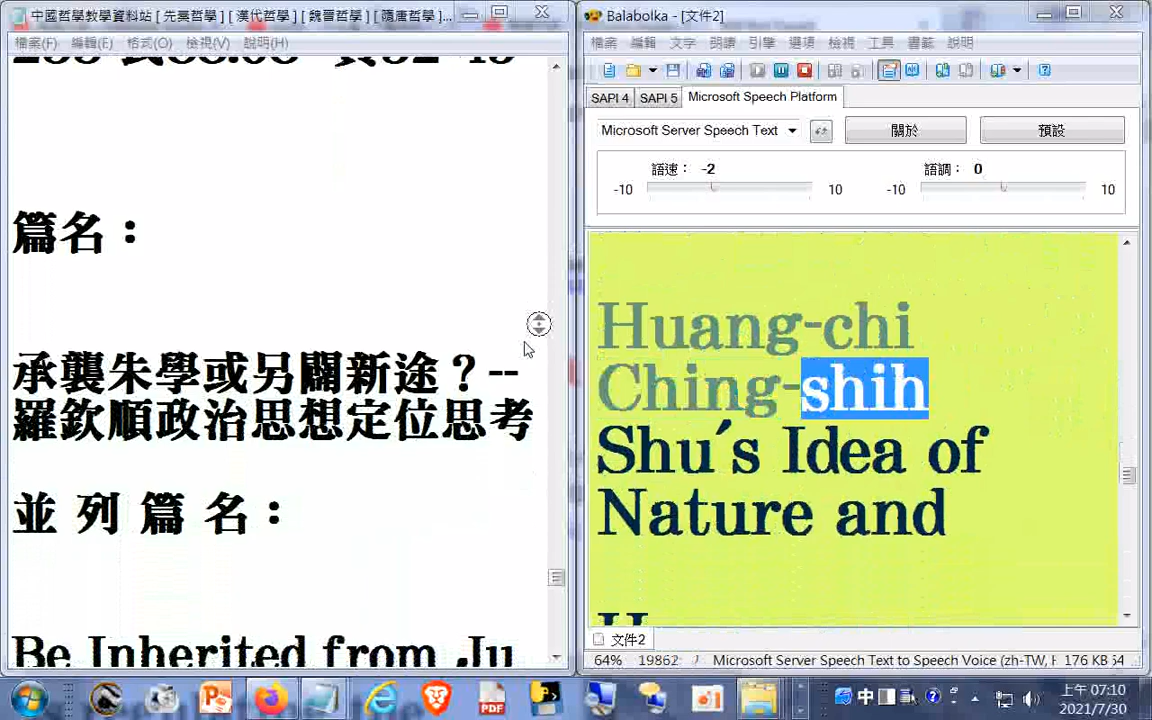 中國哲學教學資料站 [ 先秦哲學 ] [ 漢代哲學 ] [ 魏晉哲學 ] [ 隋唐哲學 ]...
檔案(F) 編輯(E) 格式(O) 檢視(V) 說明(H)
篇名：
承襲朱學或另闢新途？--
羅欽順政治思想定位思考
並 列 篇 名：
Be Inherited from Ju
Balabolka - [文件2]
檔案 編輯 文字 朗讀 引擎 選項 檢視 工具 書籤 說明
SAPI 4 SAPI 5 Microsoft Speech Platform
Microsoft Server Speech Text 關於 預設
語速： -2 語調： 0
-10 10 -10 10
Huang-chi
Ching-shih
Shu′s Idea of
Nature and
文件2
64% 19862 / Microsoft Server Speech Text to Speech Voice (zh-TW, 176 KB
中
上午 07:10
2021/7/30